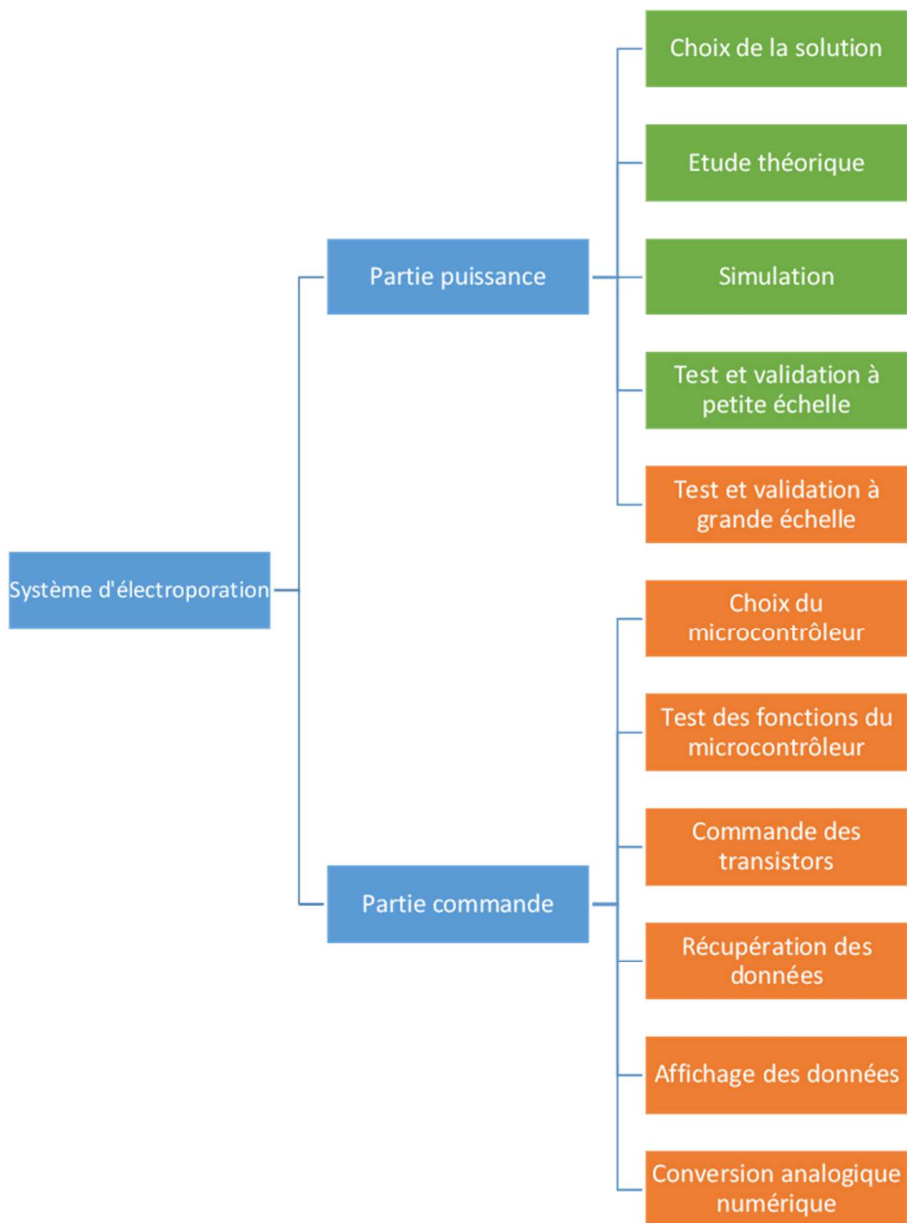 Système d'électroporation
Partie puissance
Choix de la solution
Etude théorique
Simulation
Test et validation à
petite échelle
Test et validation à
grande échelle
Partie commande
Choix du
microcontrôleur
Test des fonctions du
microcontrôleur
Commande des
transistors
Récupération des
données
Affichage des données
Conversion analogique
numérique